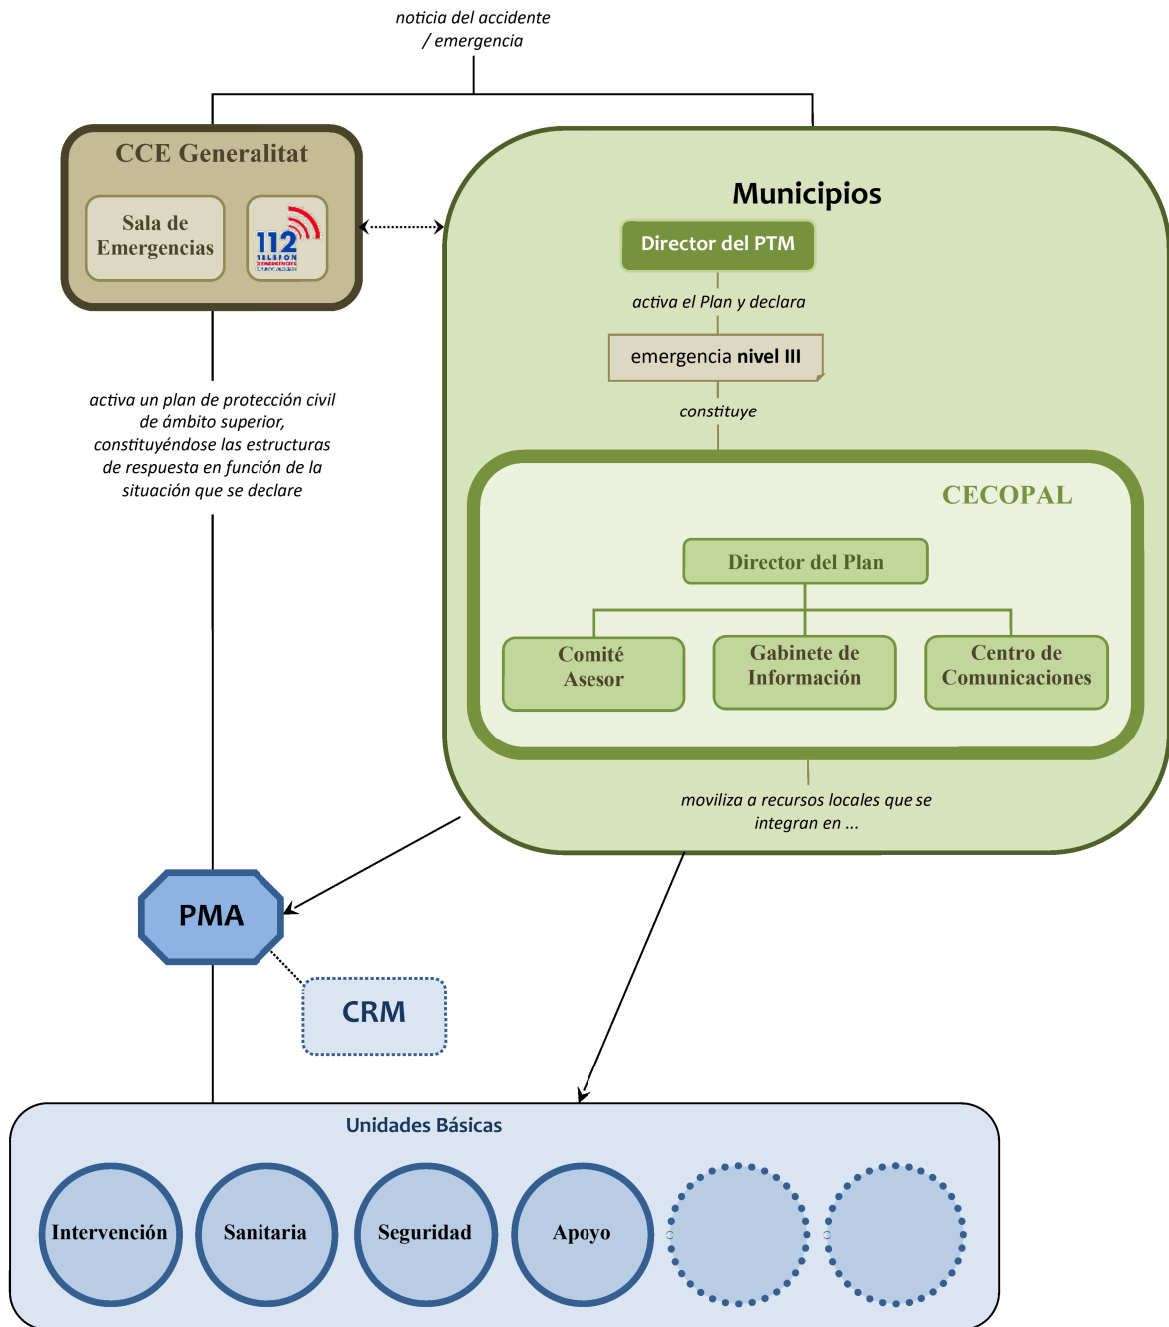 noticia del accidente
/ emergencia
CCE Generalitat
Sala de
Emergencias
112
TELÈFON
D'EMERGÈNCIES
Municipios
Director del PTM
activa el Plan y declara
emergencia nivel III
constituye
activa un plan de protección civil
de ámbito superior,
constituyéndose las estructuras
de respuesta en función de la
situación que se declare
CECOPAL
Director del Plan
Comité
Asesor
Gabinete de
Información
Centro de
Comunicaciones
moviliza a recursos locales que se
integran en ...
PMA
CRM
Unidades Básicas
Intervención
Sanitaria
Seguridad
Apoyo